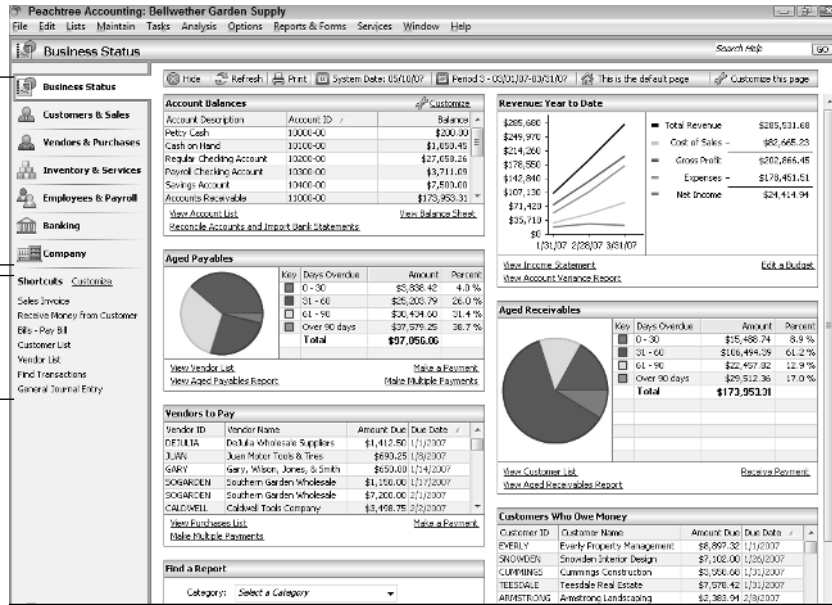 Peachtree Accounting: Bellwether Garden Supply
File Edit Lists Maintain Tasks Analysis Options Reports & Forms Services Window Help
Business Status
Search Help GO
Business Status
Customers & Sales
Vendors & Purchases
Inventory & Services
Employees & Payroll
Banking
Company
Shortcuts Customize
Sales Invoice
Receive Money from Customer
Bills - Pay Bill
Customer List
Vendor List
Find Transactions
General Journal Entry
Hide Refresh Print System Date: 05/10/07 Period 3 - 03/01/07-03/31/07 This is the default page Customize this page
Account Balances Customize
Account Description Account ID / Balance
Petty Cash 10000-00 $200.00
Cash on Hand 10100-00 $1,850.45
Regular Checking Account 10200-00 $27,058.26
Payroll Checking Account 10300-00 $3,711.09
Savings Account 10400-00 $7,500.00
Accounts Receivable 11000-00 $173,953.31
View Account List View Balance Sheet
Reconcile Accounts and Import Bank Statements
Aged Payables
Key Days Overdue Amount Percent
0 - 30 $3,838.42 4.0 %
31 - 60 $25,203.79 26.0 %
61 - 90 $30,434.60 31.4 %
Over 90 days $37,579.25 38.7 %
Total $97,056.06
View Vendor List Make a Payment
View Aged Payables Report Make Multiple Payments
Vendors to Pay
Vendor ID Vendor Name Amount Due Due Date /
DEJULIA DeJulia Wholesale Suppliers $1,412.50 1/1/2007
JUAN Juan Motor Tools & Tires $690.25 1/8/2007
GARY Gary, Wilson, Jones, & Smith $650.00 1/14/2007
SOGARDEN Southern Garden Wholesale $1,150.00 1/17/2007
SOGARDEN Southern Garden Wholesale $7,200.00 2/1/2007
CALDWELL Caldwell Tools Company $3,498.75 2/2/2007
View Purchases List Make a Payment
Make Multiple Payments
Find a Report
Category: Select a Category
Revenue: Year to Date
$285,680
$249,970
$214,260
$178,550
$142,840
$107,130
$71,420
$35,710
$0
1/31/07 2/28/07 3/31/07
Total Revenue $285,531.68
Cost of Sales - $82,665.23
Gross Profit $202,866.45
Expenses - $178,451.51
Net Income $24,414.94
View Income Statement Edit a Budget
View Account Variance Report
Aged Receivables
Key Days Overdue Amount Percent
0 - 30 $15,488.74 8.9 %
31 - 60 $106,494.39 61.2 %
61 - 90 $22,457.82 12.9 %
Over 90 days $29,512.36 17.0 %
Total $173,953.31
View Customer List Receive Payment
View Aged Receivables Report
Customers Who Owe Money
Customer ID Customer Name Amount Due Due Date /
EVERLY Everly Property Management $8,897.32 1/1/2007
SNOWDEN Snowden Interior Design $7,102.00 1/26/2007
CUMMINGS Cummings Construction $3,550.68 1/31/2007
TEESDALE Teesdale Real Estate $7,578.42 1/31/2007
ARMSTRONG Armstrong Landscaping $2,383.94 2/8/2007